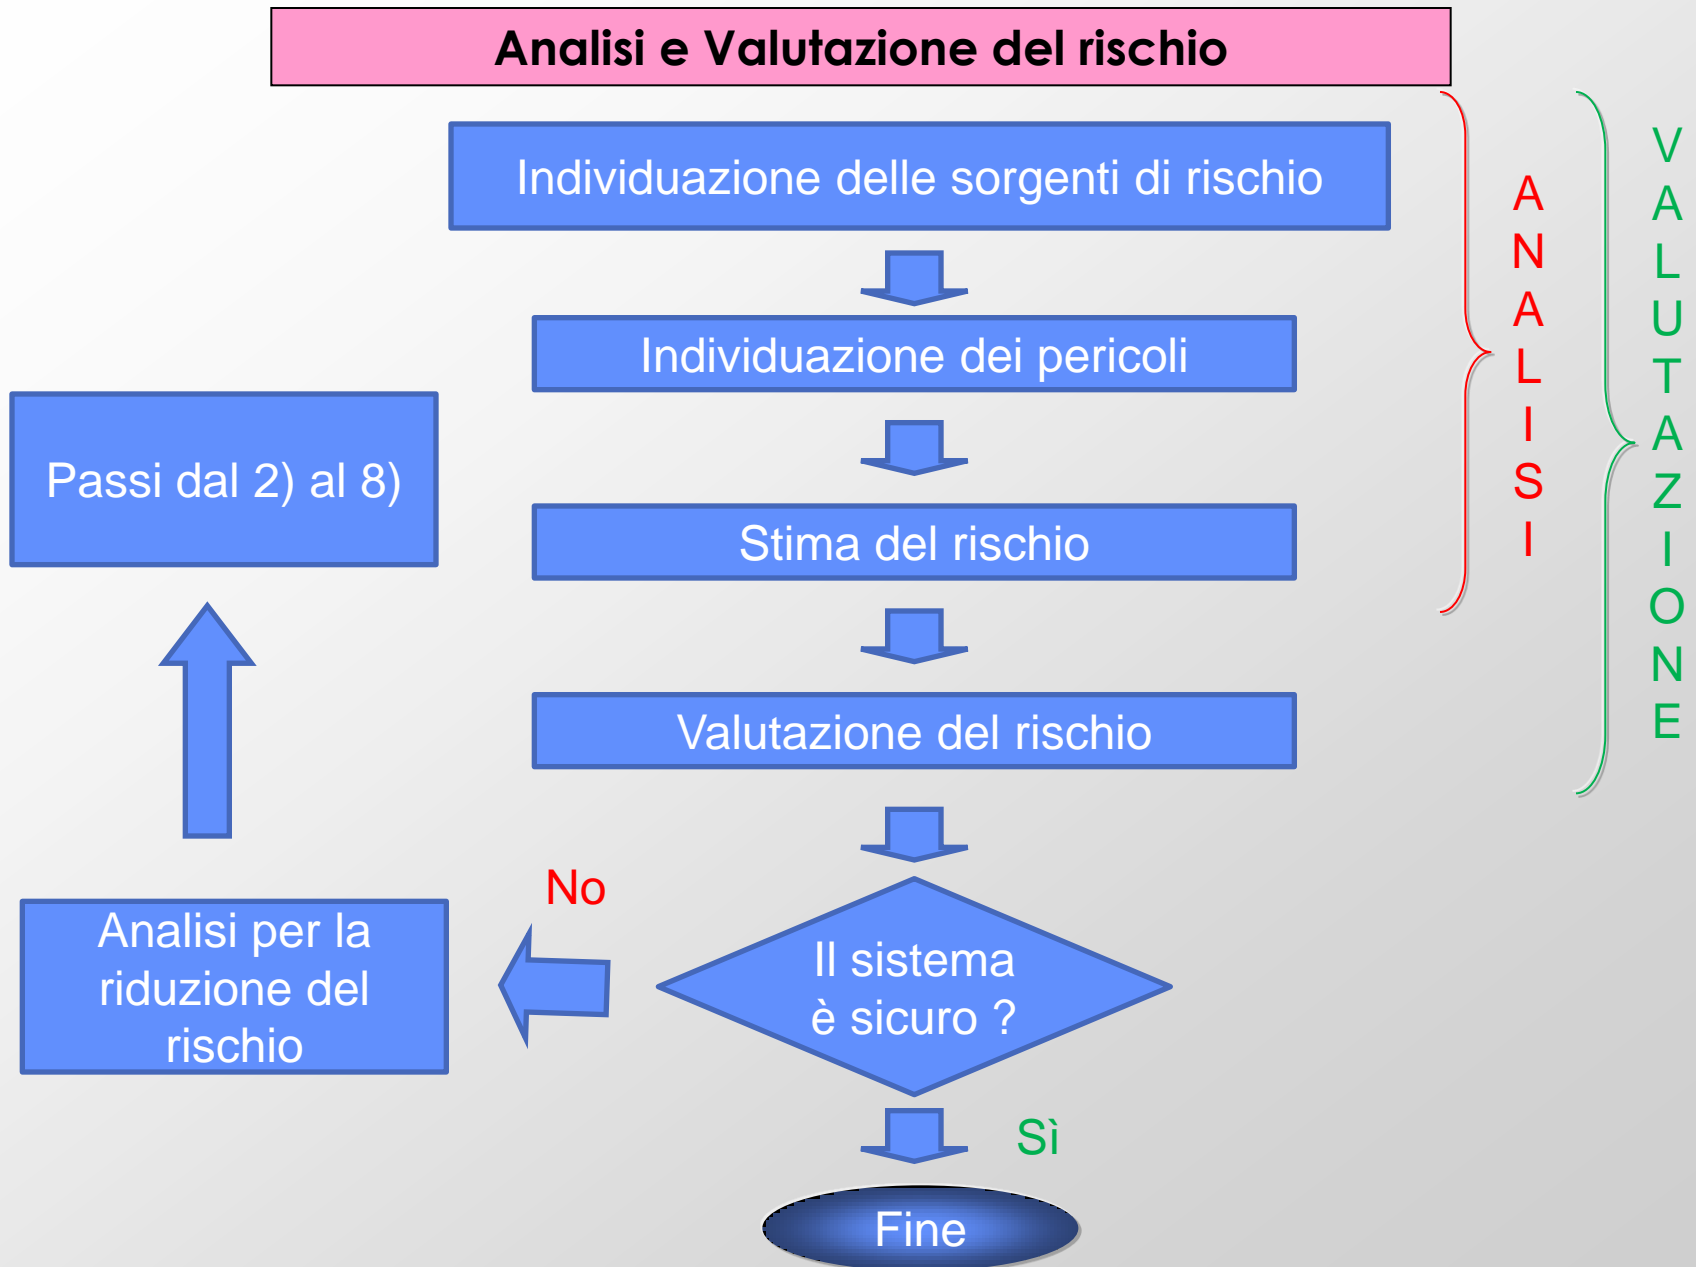 Analisi e Valutazione del rischio
Individuazione delle sorgenti di rischio
Individuazione dei pericoli
Stima del rischio
Valutazione del rischio
Il sistema
è sicuro ?
No
Analisi per la
riduzione del
rischio
Passi dal 2) al 8)
Sì
Fine
ANALISI
VALUTAZIONE